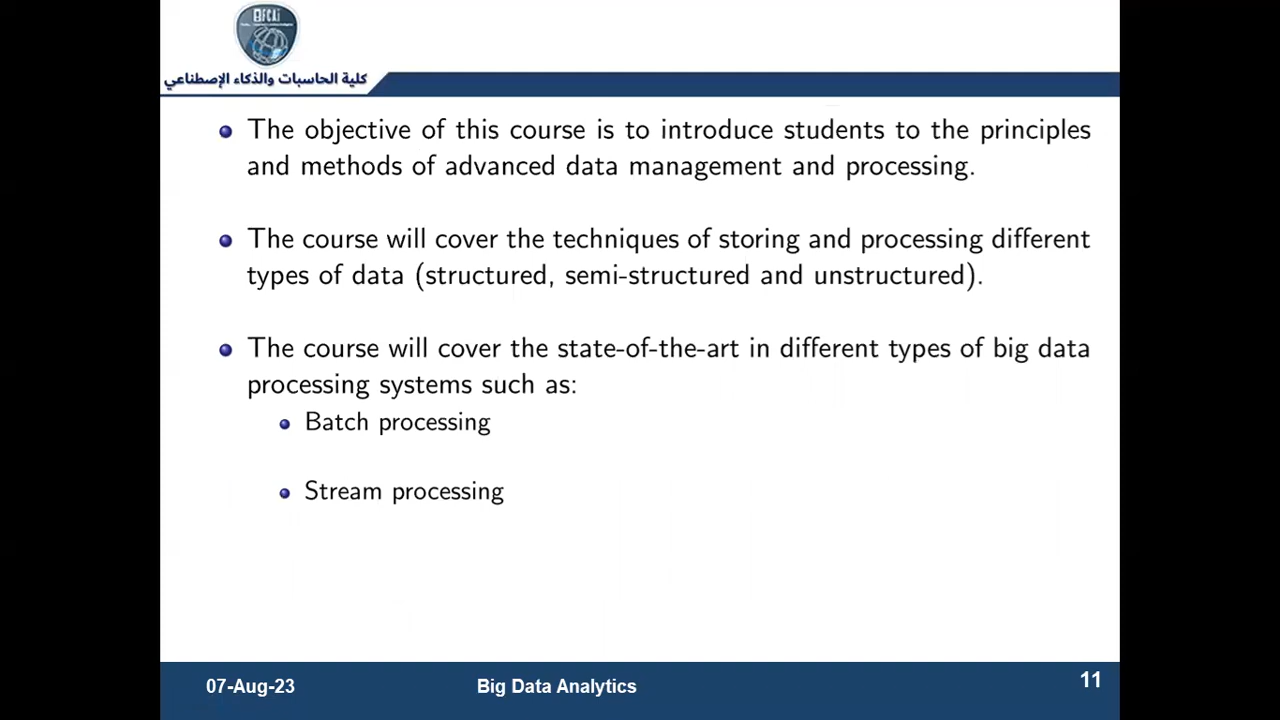 BFCAi
كلية الحاسبات والذكاء الإصطناعي
The objective of this course is to introduce students to the principles
and methods of advanced data management and processing.
The course will cover the techniques of storing and processing different
types of data (structured, semi-structured and unstructured).
The course will cover the state-of-the-art in different types of big data
processing systems such as:
Batch processing
Stream processing
07-Aug-23
Big Data Analytics
11